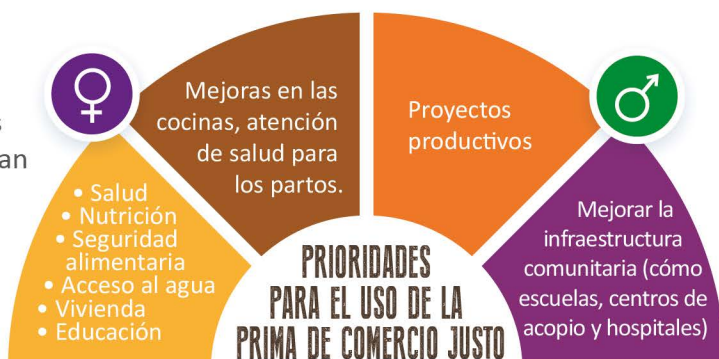 s
an
Mejoras en las
cocinas, atención
de salud para
los partos.
Proyectos
productivos
• Salud
• Nutrición
• Seguridad
alimentaria
• Acceso al agua
• Vivienda
• Educación
Mejorar la
infraestructura
comunitaria (cómo
escuelas, centros de
acopio y hospitales)
PRIORIDADES
PARA EL USO DE LA
PRIMA DE COMERCIO JUSTO